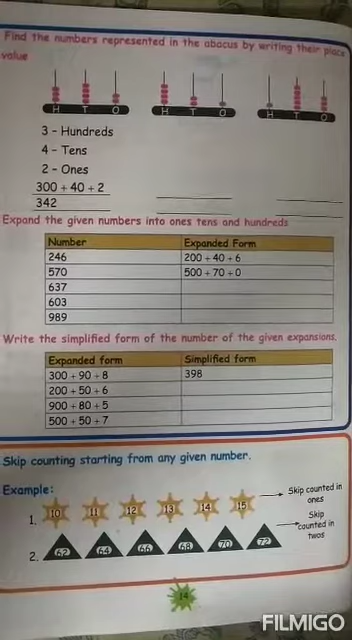 Find the numbers represented in the abacus by writing their place
value
H T O H T O H T O
3 - Hundreds
4 - Tens
2 - Ones
300 + 40 + 2
342
Expand the given numbers into ones tens and hundreds
Number Expanded Form
246 200 + 40 + 6
570 500 + 70 + 0
637
603
989
Write the simplified form of the number of the given expansions.
Expanded form Simplified form
300 + 90 + 8 398
200 + 50 + 6
900 + 80 + 5
500 + 50 + 7
Skip counting starting from any given number.
Example:
1. 10 11 12 13 14 15 Skip counted in
ones
2. 62 64 66 68 70 72 Skip
counted in
twos
14
FILMIGO